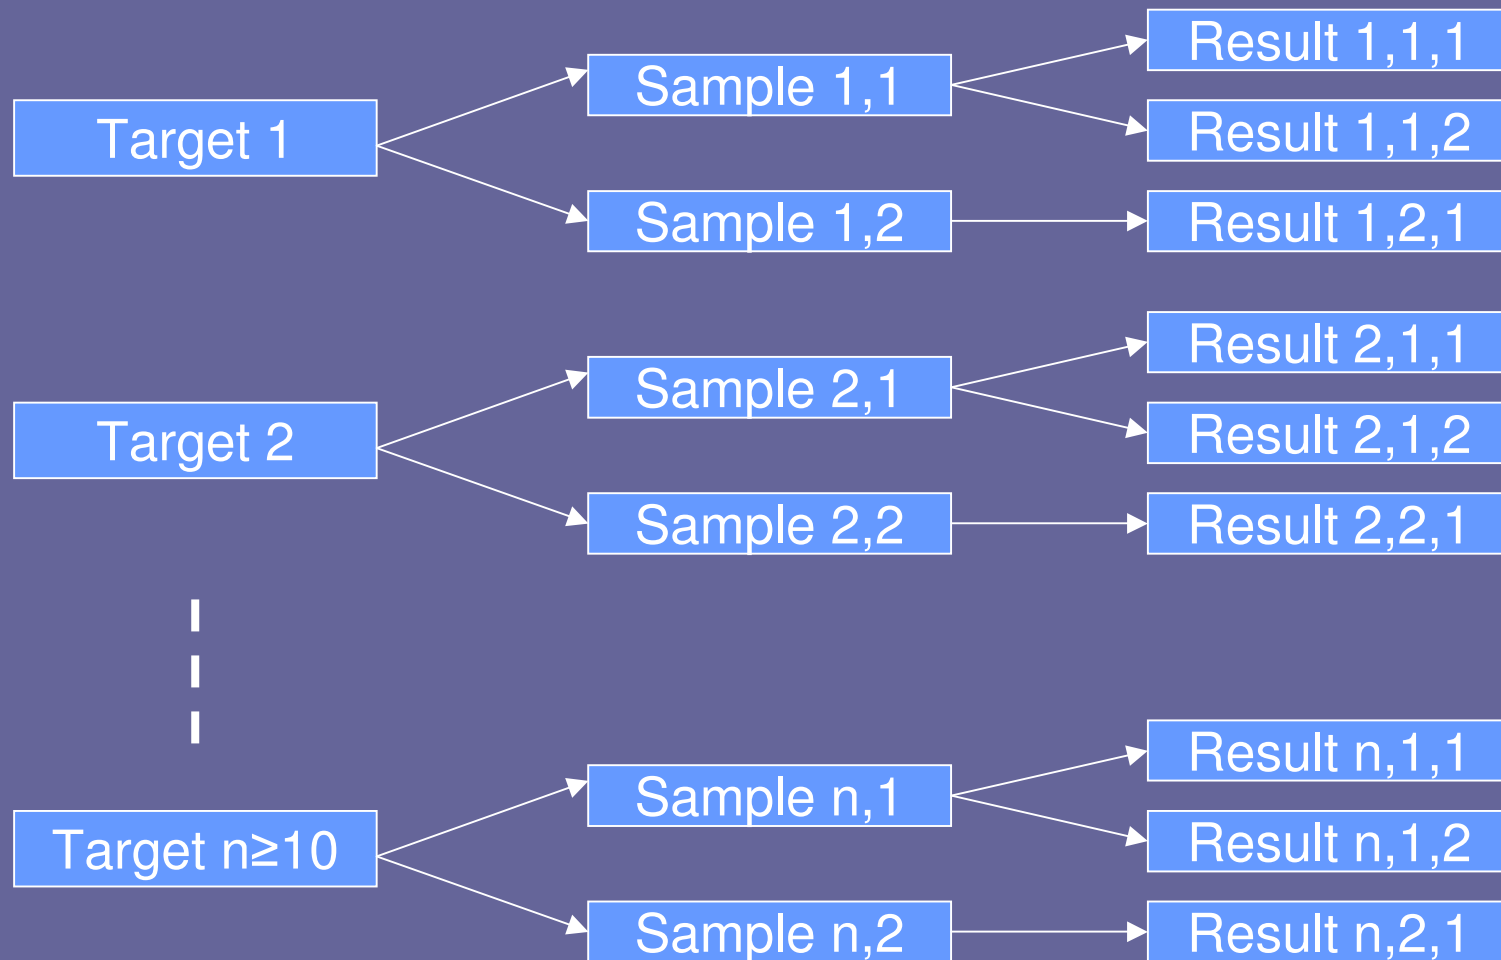 Target 1
Sample 1,1
Result 1,1,1
Result 1,1,2
Sample 1,2
Result 1,2,1
Target 2
Sample 2,1
Result 2,1,1
Result 2,1,2
Sample 2,2
Result 2,2,1
Target n≥10
Sample n,1
Result n,1,1
Result n,1,2
Sample n,2
Result n,2,1